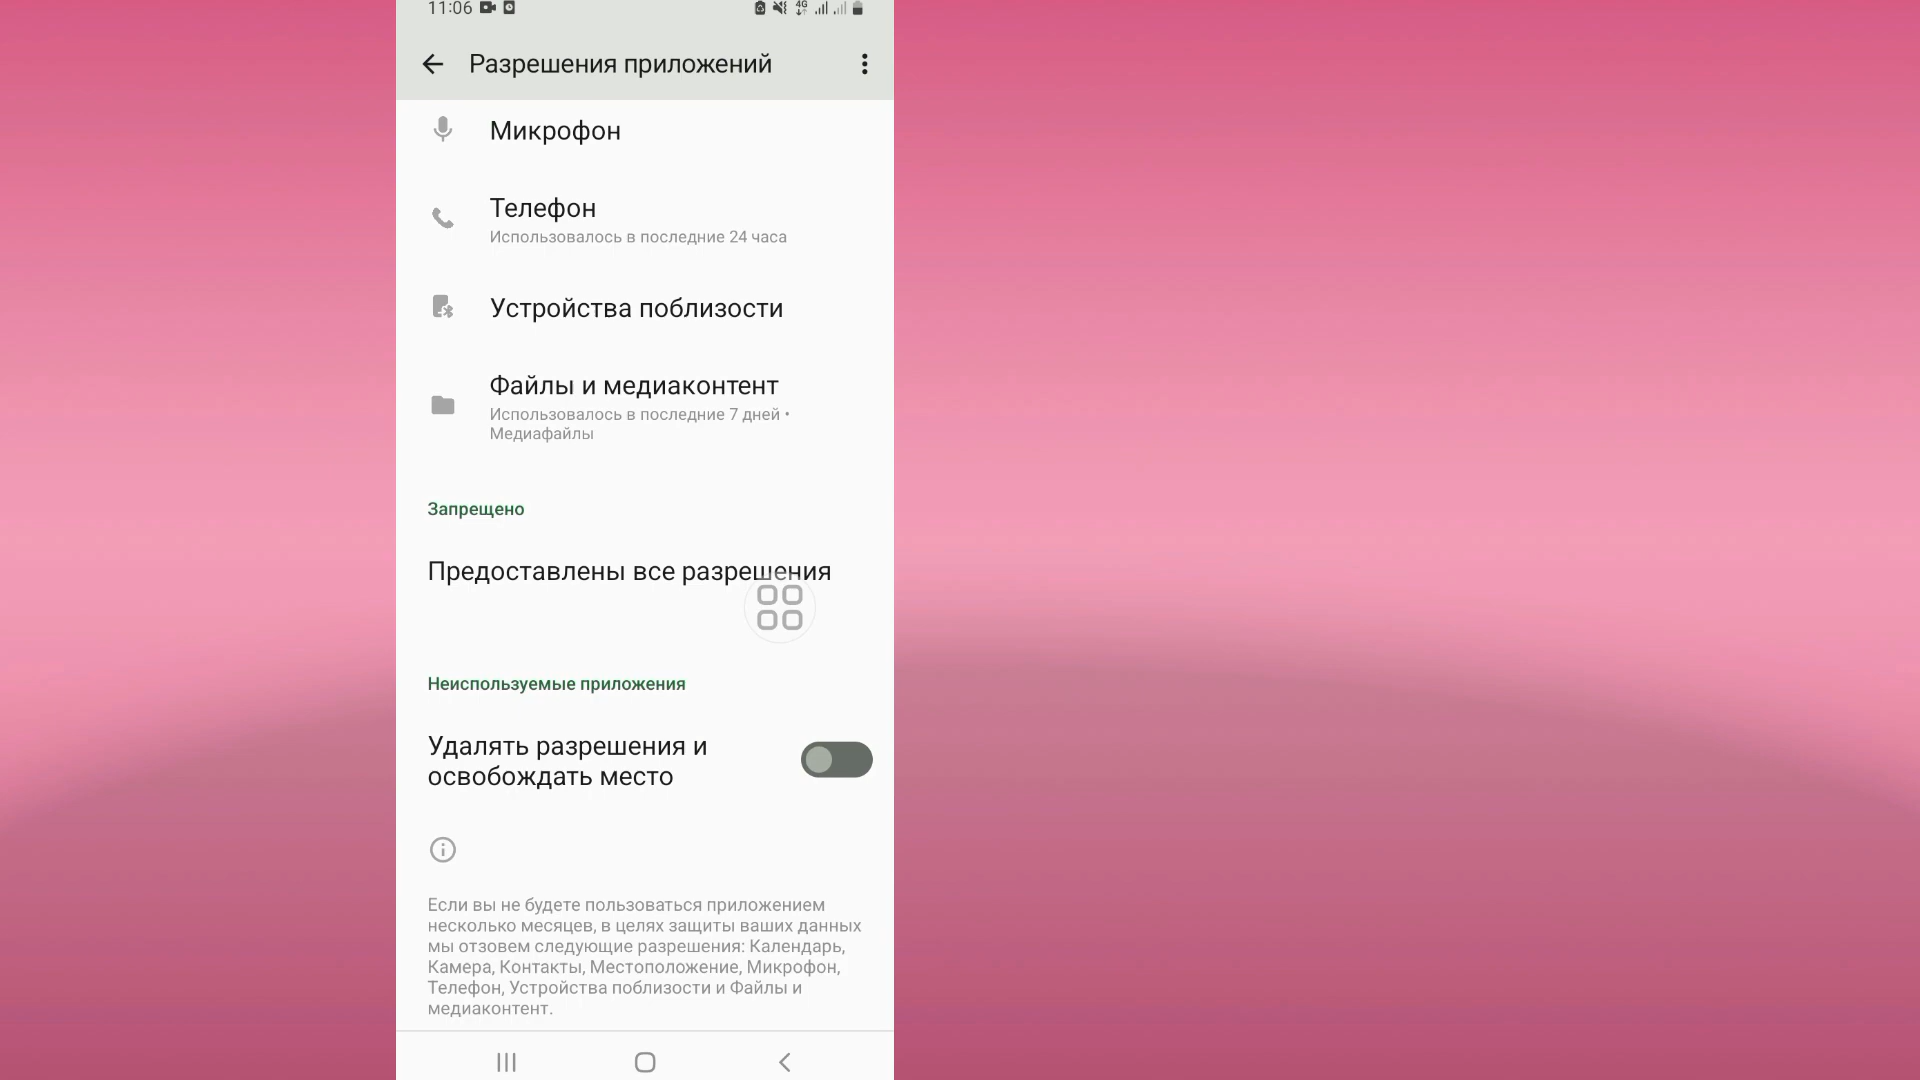 11:06
4G
Разрешения приложений
Микрофон
Телефон
Использовалось в последние 24 часа
Устройства поблизости
Файлы и медиаконтент
Использовалось в последние 7 дней •
Медиафайлы
Запрещено
Предоставлены все разрешения
Неиспользуемые приложения
Удалять разрешения и
освобождать место
Если вы не будете пользоваться приложением
несколько месяцев, в целях защиты ваших данных
мы отзовем следующие разрешения: Календарь,
Камера, Контакты, Местоположение, Микрофон,
Телефон, Устройства поблизости и Файлы и
медиаконтент.